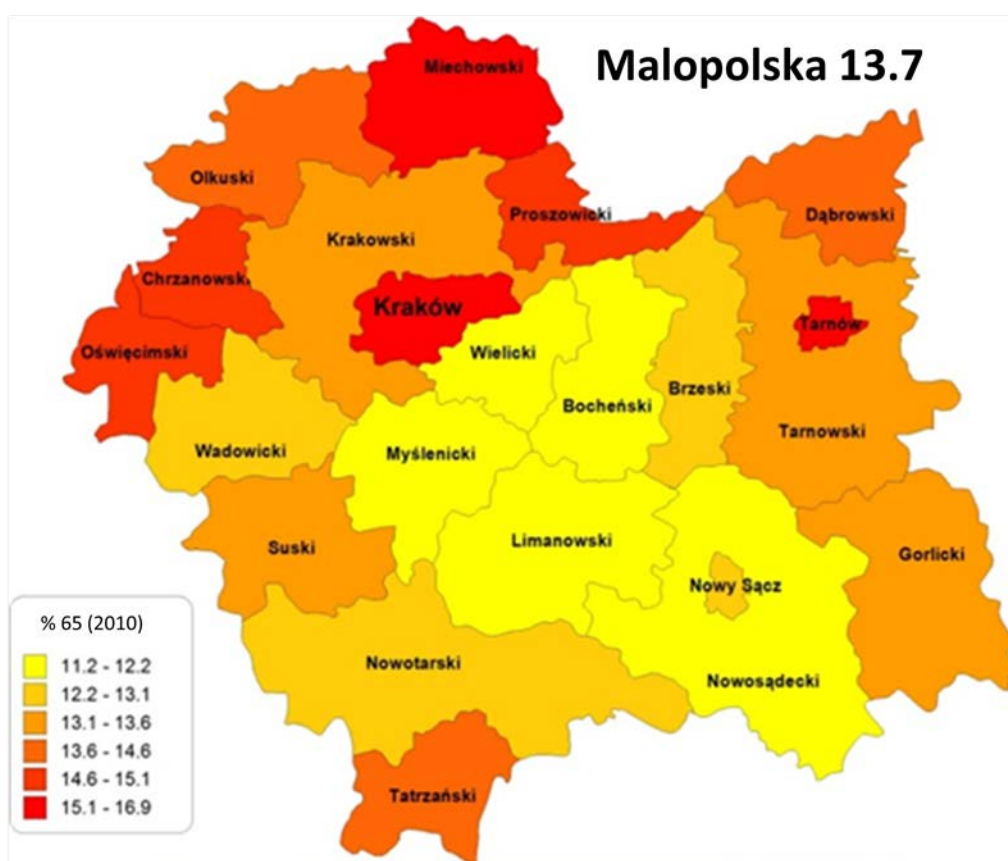 Malopolska 13.7
Miechowski
Olkuski
Proszowicki
Dąbrowski
Krakowski
Chrzanowski
Kraków
Tarnów
Oświęcimski
Wielicki
Bocheński
Brzeski
Tarnowski
Wadowicki
Myślenicki
Limanowski
Suski
Gorlicki
Nowy Sącz
Nowotarski
Nowosądecki
Tatrzański
% 65 (2010)
11.2 - 12.2
12.2 - 13.1
13.1 - 13.6
13.6 - 14.6
14.6 - 15.1
15.1 - 16.9